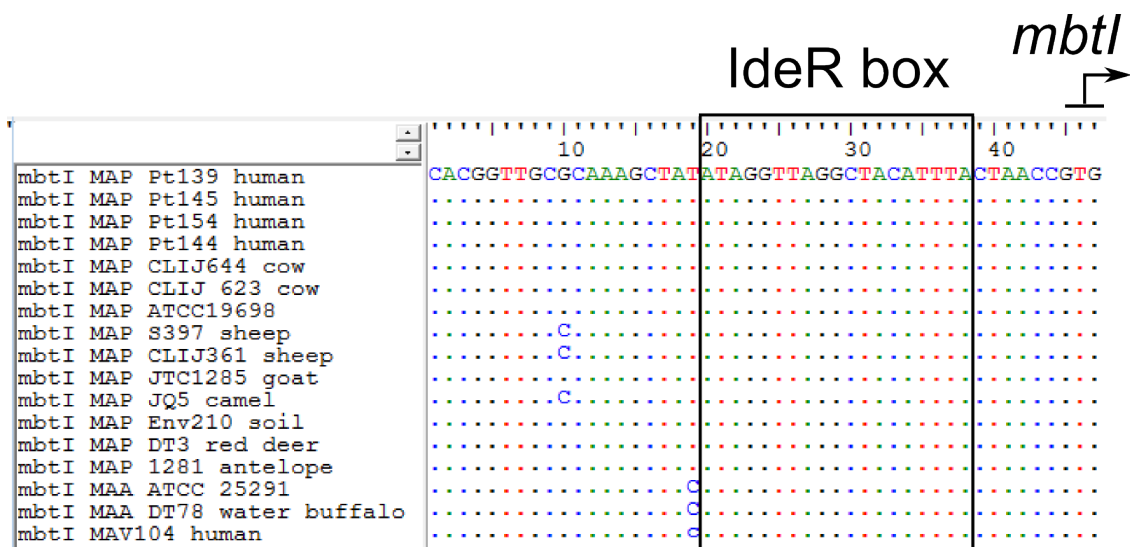 mbtI
IdeR box
10 20 30 40
mbtI MAP Pt139 human CACGGTTGCGCAAAGCTATATAGGTTAGGCTACATTTACTAACCGTG
mbtI MAP Pt145 human ...............................................
mbtI MAP Pt154 human ...............................................
mbtI MAP Pt144 human ...............................................
mbtI MAP CLIJ644 cow ...............................................
mbtI MAP CLIJ 623 cow ...............................................
mbtI MAP ATCC19698 ...............................................
mbtI MAP S397 sheep .........C.....................................
mbtI MAP CLIJ361 sheep .........C.....................................
mbtI MAP JTC1285 goat ...............................................
mbtI MAP JQ5 camel .........C.....................................
mbtI MAP Env210 soil ...............................................
mbtI MAP DT3 red deer ...............................................
mbtI MAP 1281 antelope ...............................................
mbtI MAA ATCC 25291 ..................C............................
mbtI MAA DT78 water buffalo ..................C............................
mbtI MAV104 human ..................C............................